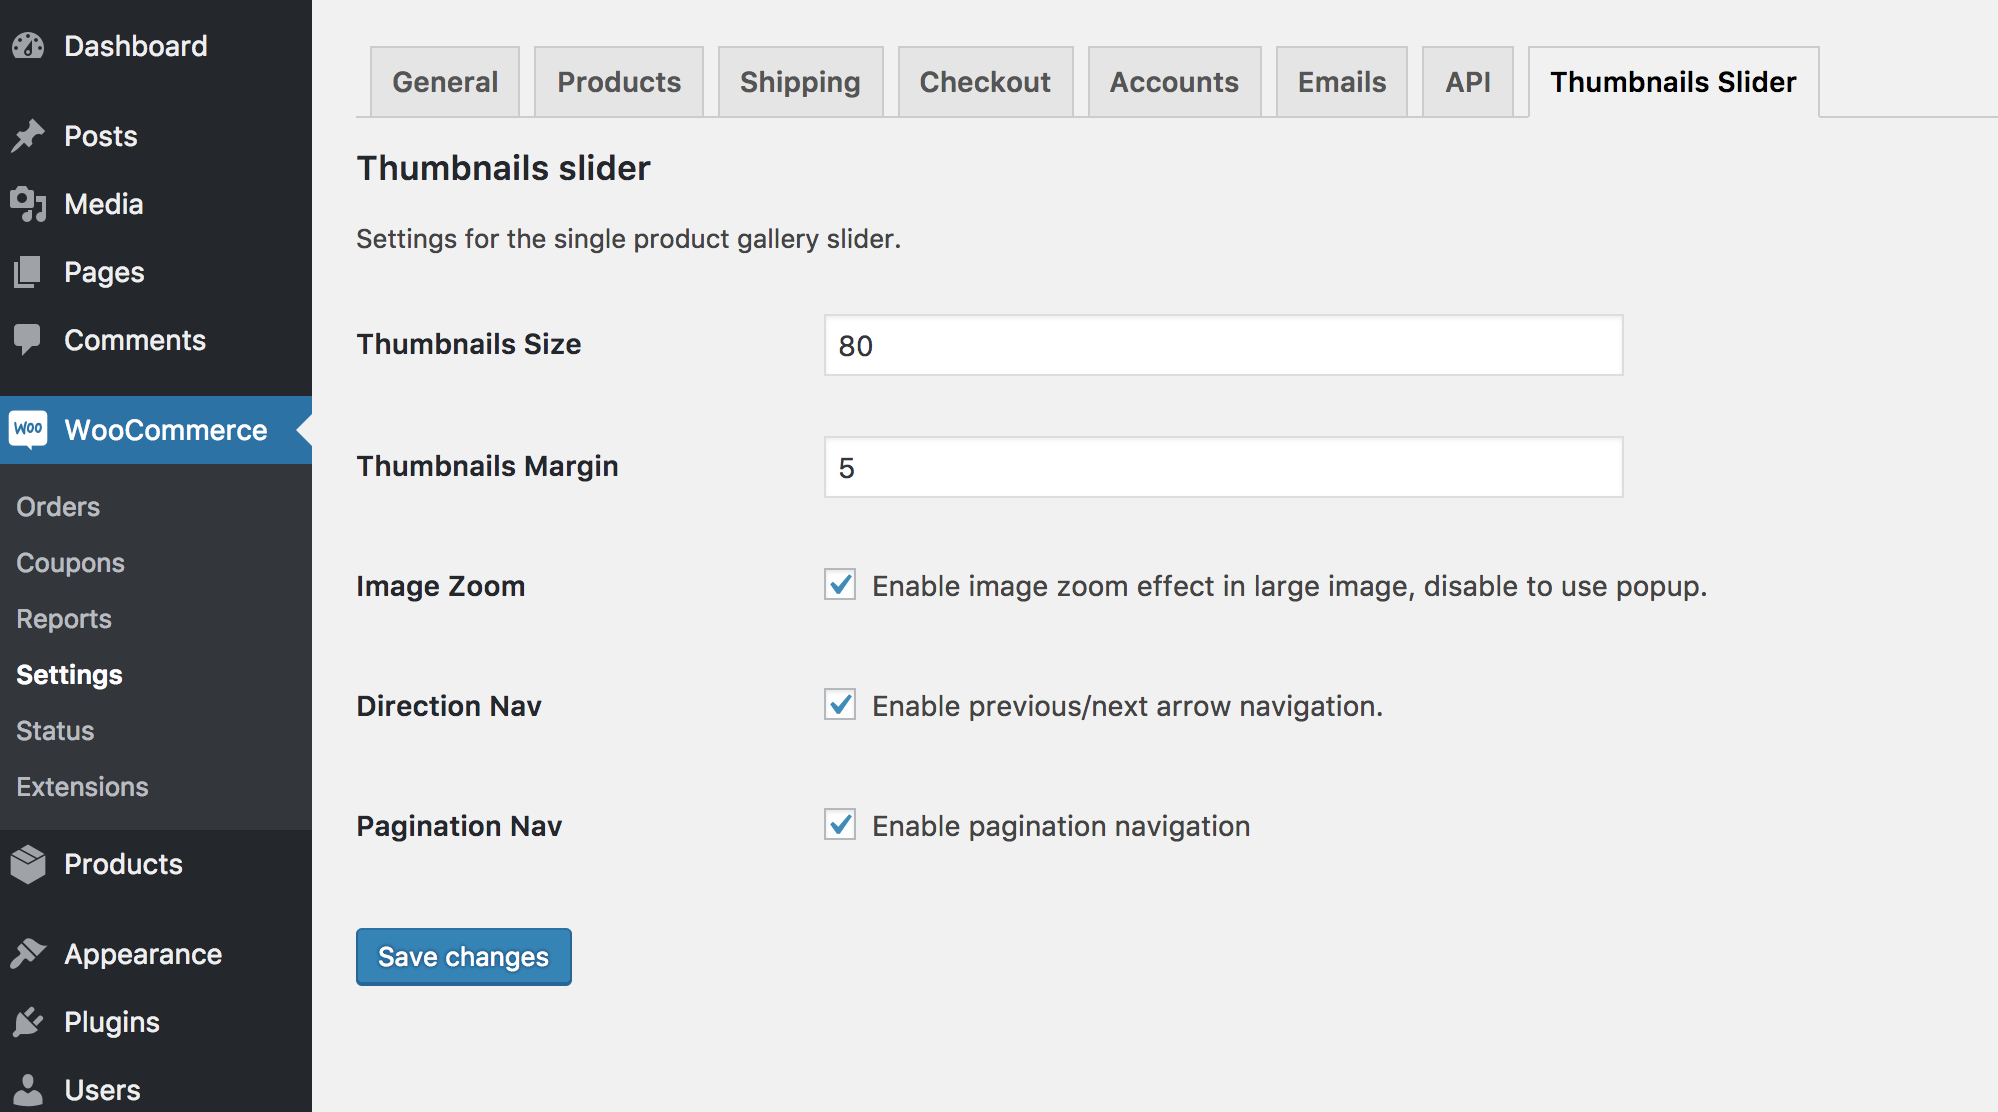 Dashboard
Posts
Media
Pages
Comments
Woo WooCommerce
Orders
Coupons
Reports
Settings
Status
Extensions
Products
Appearance
Plugins
Users
General Products Shipping Checkout Accounts Emails API Thumbnails Slider
Thumbnails slider
Settings for the single product gallery slider.
Thumbnails Size 80
Thumbnails Margin 5
Image Zoom Enable image zoom effect in large image, disable to use popup.
Direction Nav Enable previous/next arrow navigation.
Pagination Nav Enable pagination navigation
Save changes